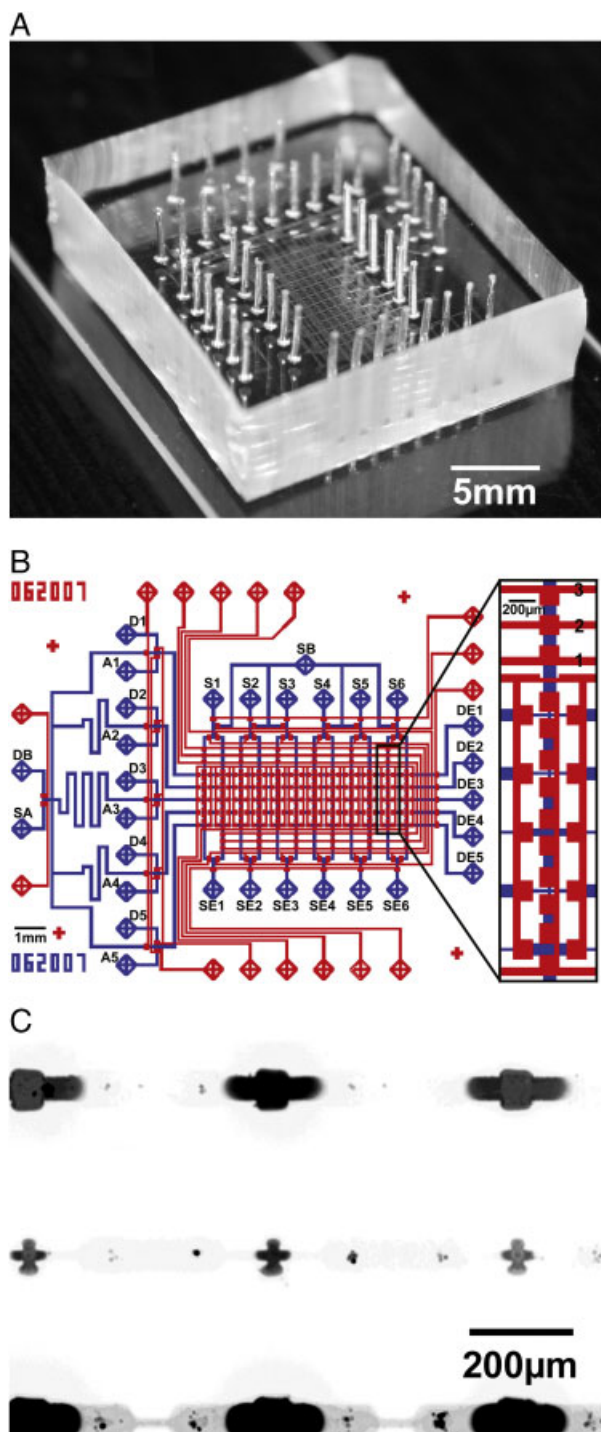 A
5mm
B
062007
D1
A1
D2
A2
DB
D3
SA
A3
D4
A4
D5
A5
1mm
062007
SB
S1 S2 S3 S4 S5 S6
DE1
DE2
DE3
DE4
DE5
SE1 SE2 SE3 SE4 SE5 SE6
3
200µm
2
1
C
200µm